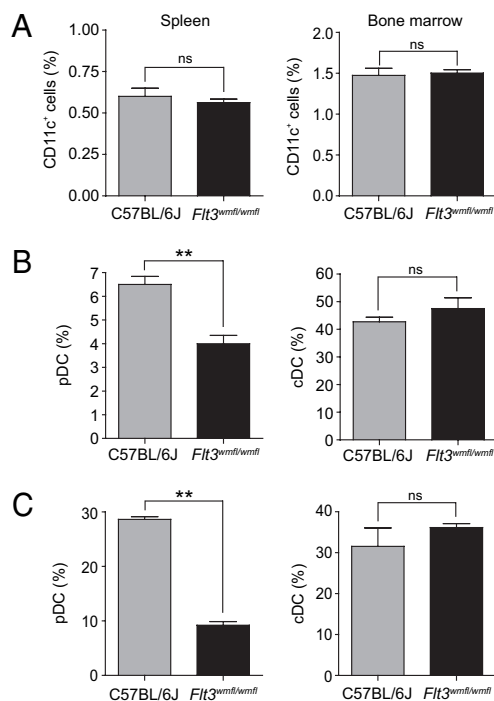 A
Spleen
Bone marrow
CD11c⁺ cells (%)
1.00
0.75
0.50
0.25
0.00
ns
C57BL/6J Flt3wmfl/wmfl
CD11c⁺ cells (%)
2.0
1.5
1.0
0.5
0.0
ns
C57BL/6J Flt3wmfl/wmfl
B
pDC (%)
7
6
5
4
3
2
1
0
**
C57BL/6J Flt3wmfl/wmfl
cDC (%)
60
50
40
30
20
10
0
ns
C57BL/6J Flt3wmfl/wmfl
C
pDC (%)
30
20
10
0
**
C57BL/6J Flt3wmfl/wmfl
cDC (%)
40
30
20
10
0
ns
C57BL/6J Flt3wmfl/wmfl